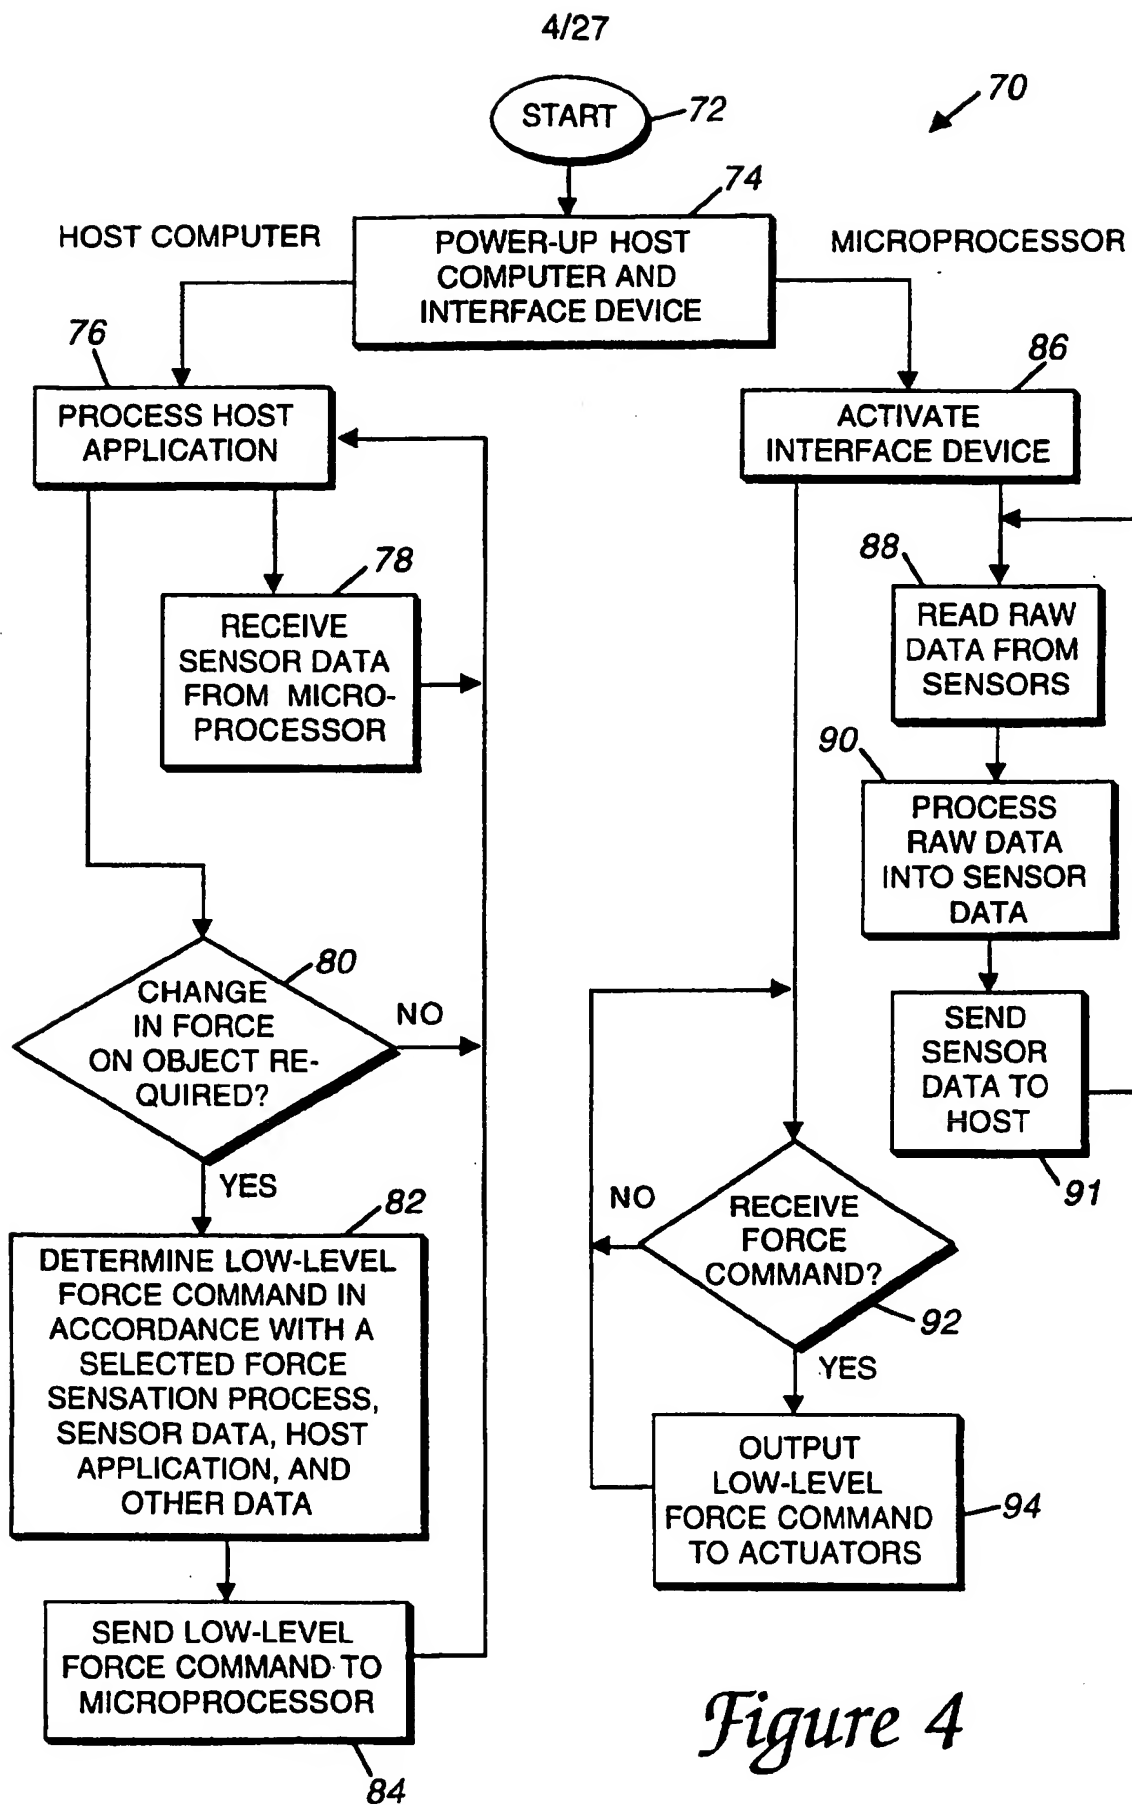 4/27
START
72
70
74
HOST COMPUTER
POWER-UP HOST
COMPUTER AND
INTERFACE DEVICE
MICROPROCESSOR
76
PROCESS HOST
APPLICATION
86
ACTIVATE
INTERFACE DEVICE
78
RECEIVE
SENSOR DATA
FROM MICRO-
PROCESSOR
88
READ RAW
DATA FROM
SENSORS
90
PROCESS
RAW DATA
INTO SENSOR
DATA
80
CHANGE
IN FORCE
ON OBJECT RE-
QUIRED?
NO
YES
SEND
SENSOR
DATA TO
HOST
91
82
DETERMINE LOW-LEVEL
FORCE COMMAND IN
ACCORDANCE WITH A
SELECTED FORCE
SENSATION PROCESS,
SENSOR DATA, HOST
APPLICATION, AND
OTHER DATA
NO
RECEIVE
FORCE
COMMAND?
92
YES
OUTPUT
LOW-LEVEL
FORCE COMMAND
TO ACTUATORS
94
SEND LOW-LEVEL
FORCE COMMAND TO
MICROPROCESSOR
84
Figure 4